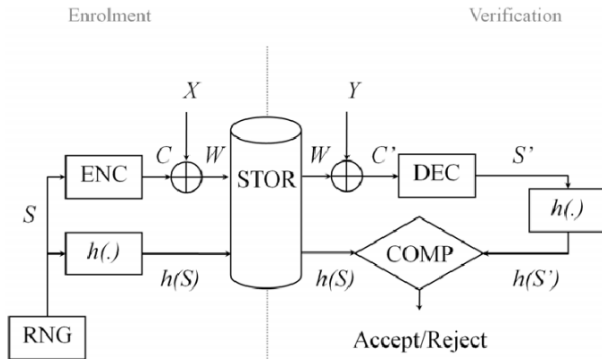 Enrolment
Verification
X
Y
C
W
W
C'
S'
ENC
STOR
DEC
S
h(.)
h(.)
COMP
h(S)
h(S)
h(S')
RNG
Accept/Reject